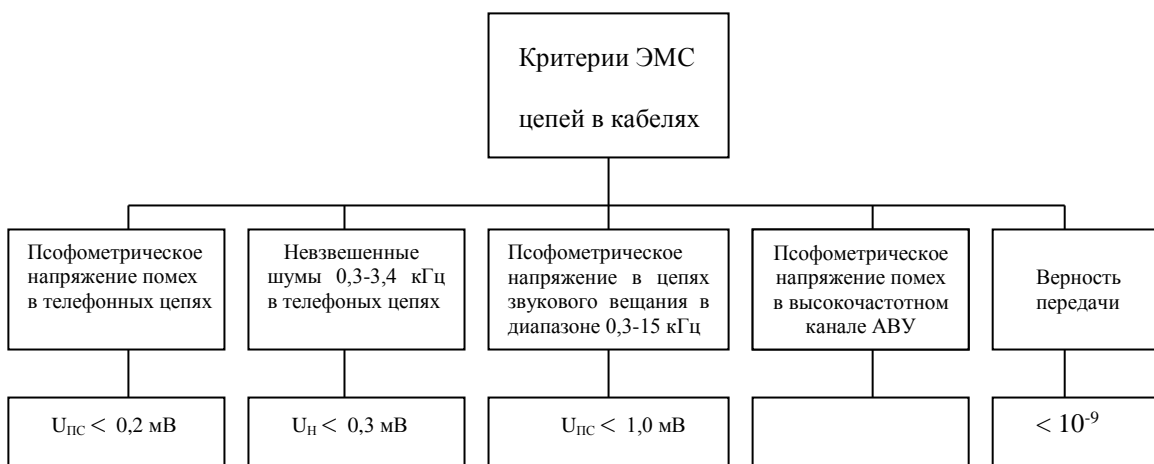 Критерии ЭМС
цепей в кабелях
Псофометрическое
напряжение помех
в телефонных цепях
Невзвешенные
шумы 0,3-3,4 кГц
в телефоных цепях
Псофометрическое
напряжение в цепях
звукового вещания в
диапазоне 0,3-15 кГц
Псофометрическое
напряжение помех
в высокочастотном
канале АВУ
Верность
передачи
UПС < 0,2 мВ
UН < 0,3 мВ
UПС < 1,0 мВ
< 10-9